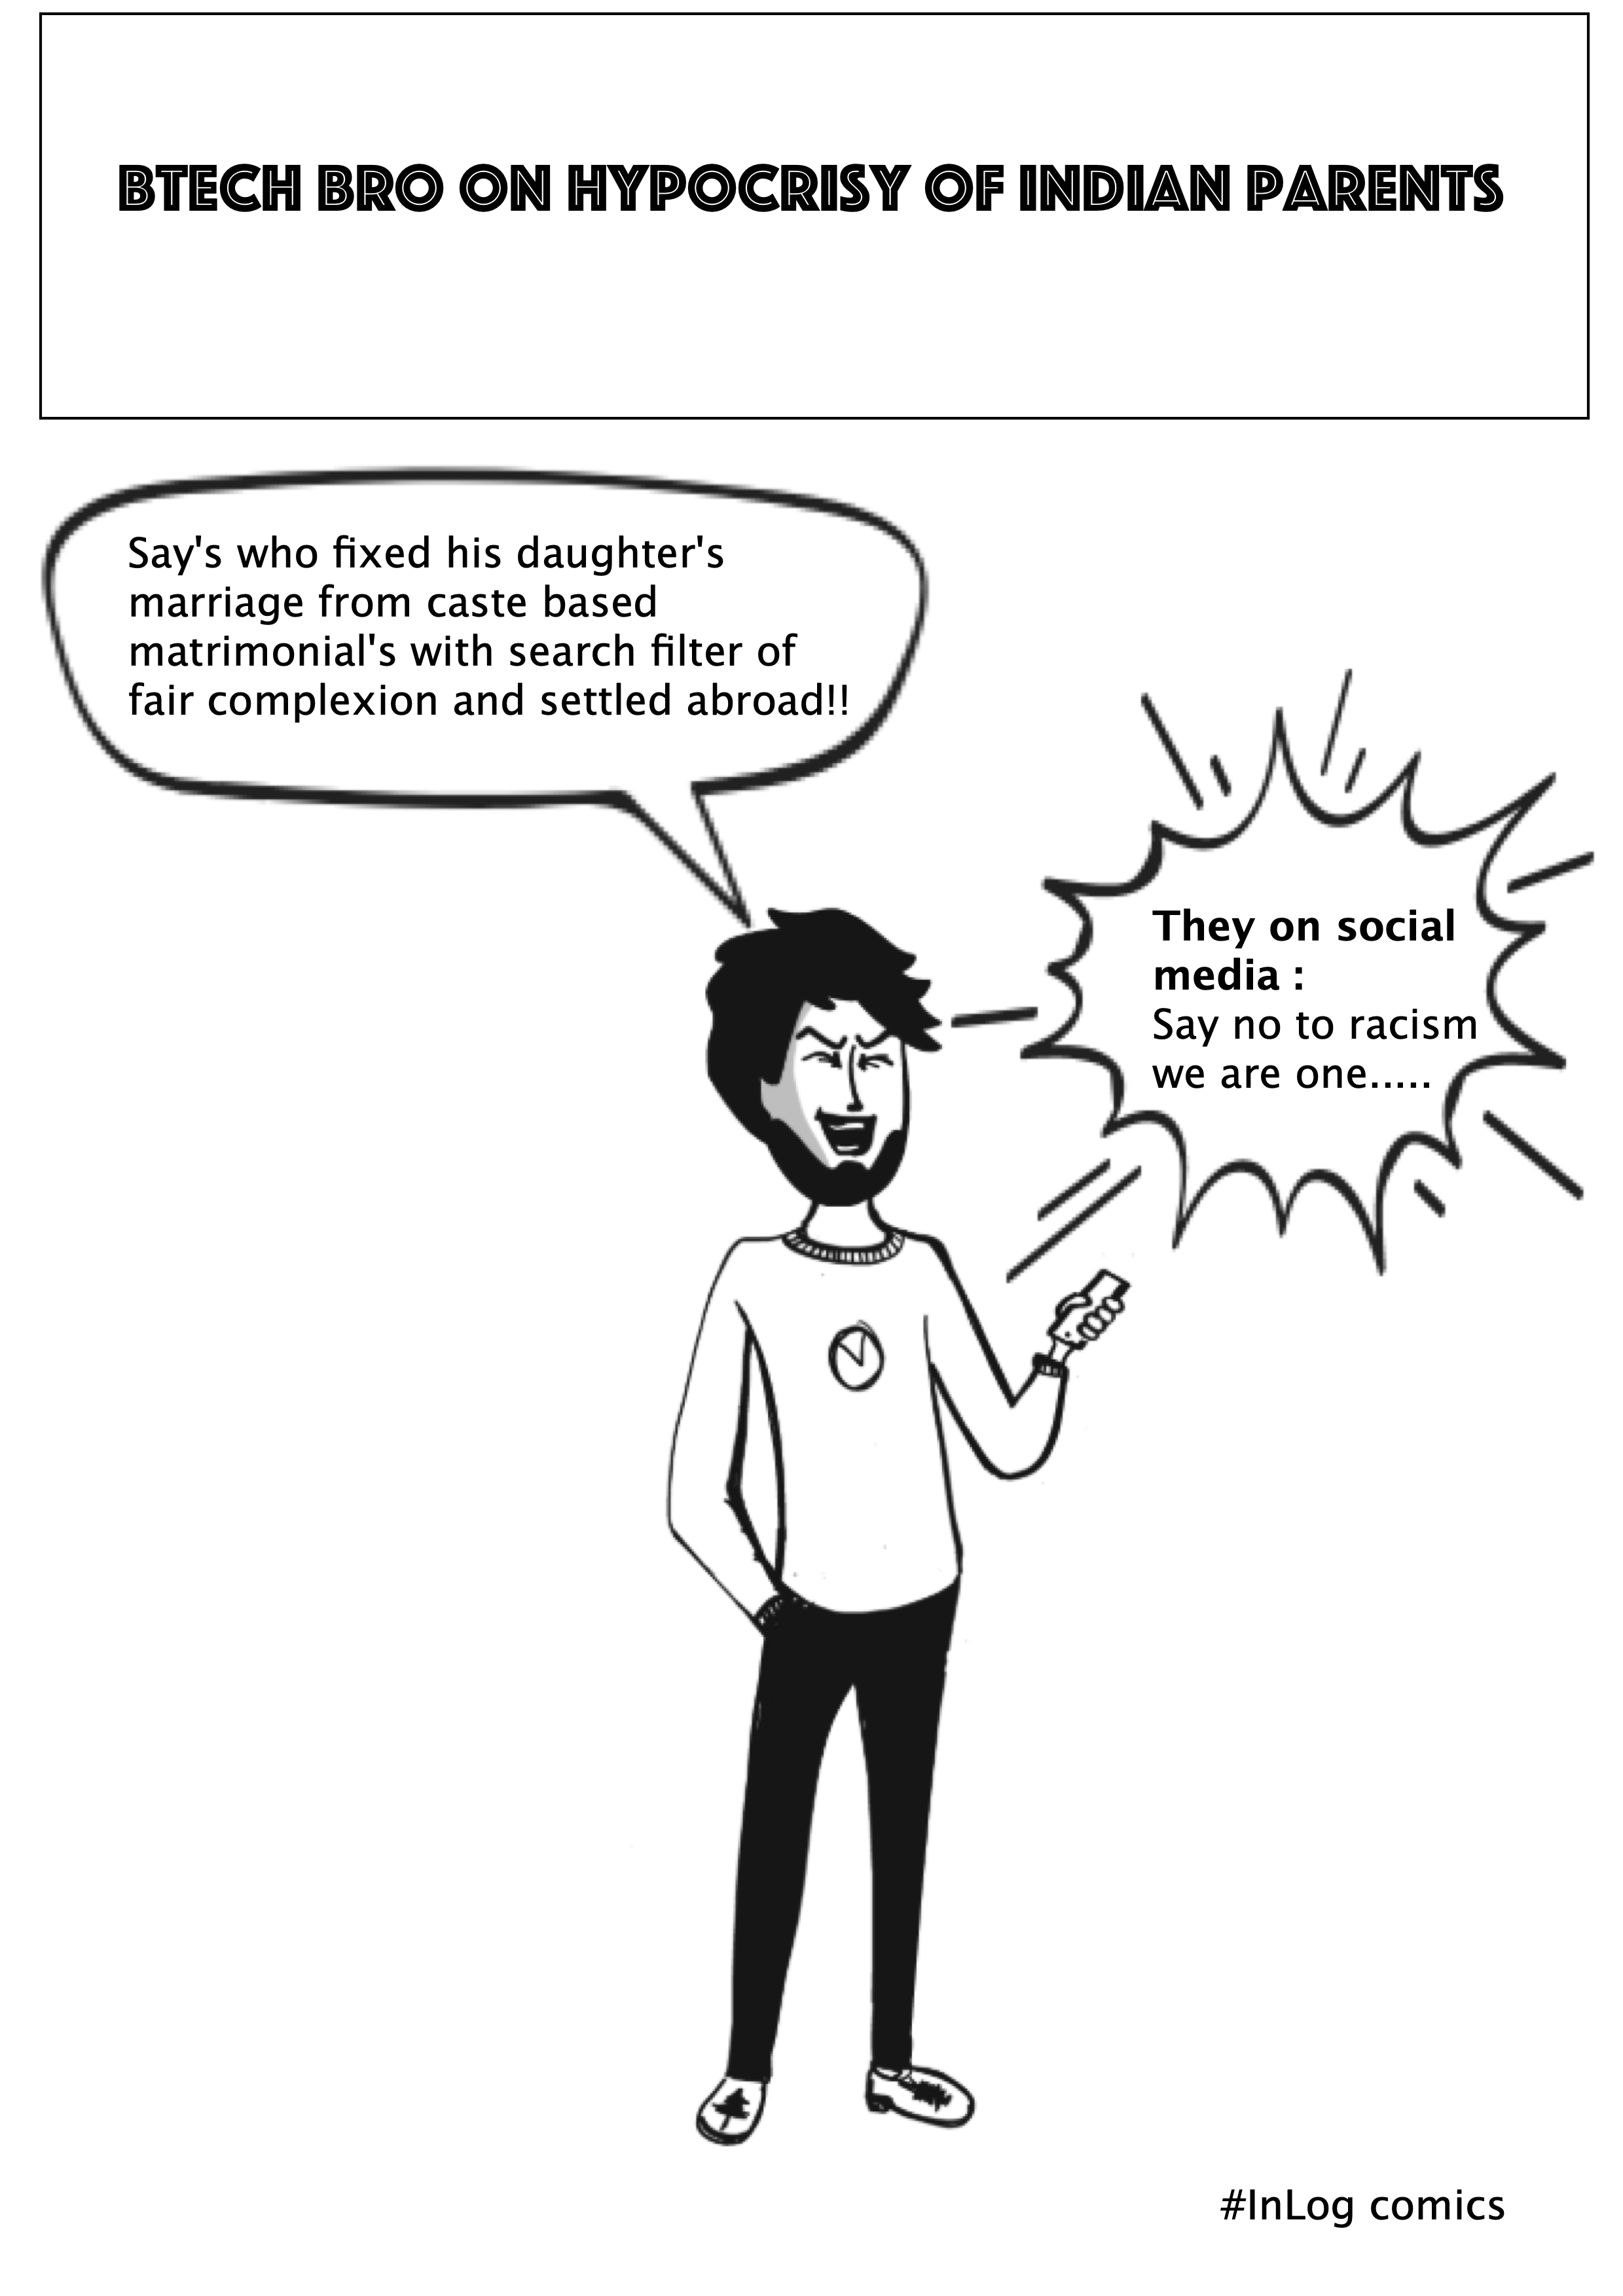 BTECH BRO ON HYPOCRISY OF INDIAN PARENTS
Say's who fixed his daughter's
marriage from caste based
matrimonial's with search filter of
fair complexion and settled abroad!!
They on social
media :
Say no to racism
we are one.....
#InLog comics